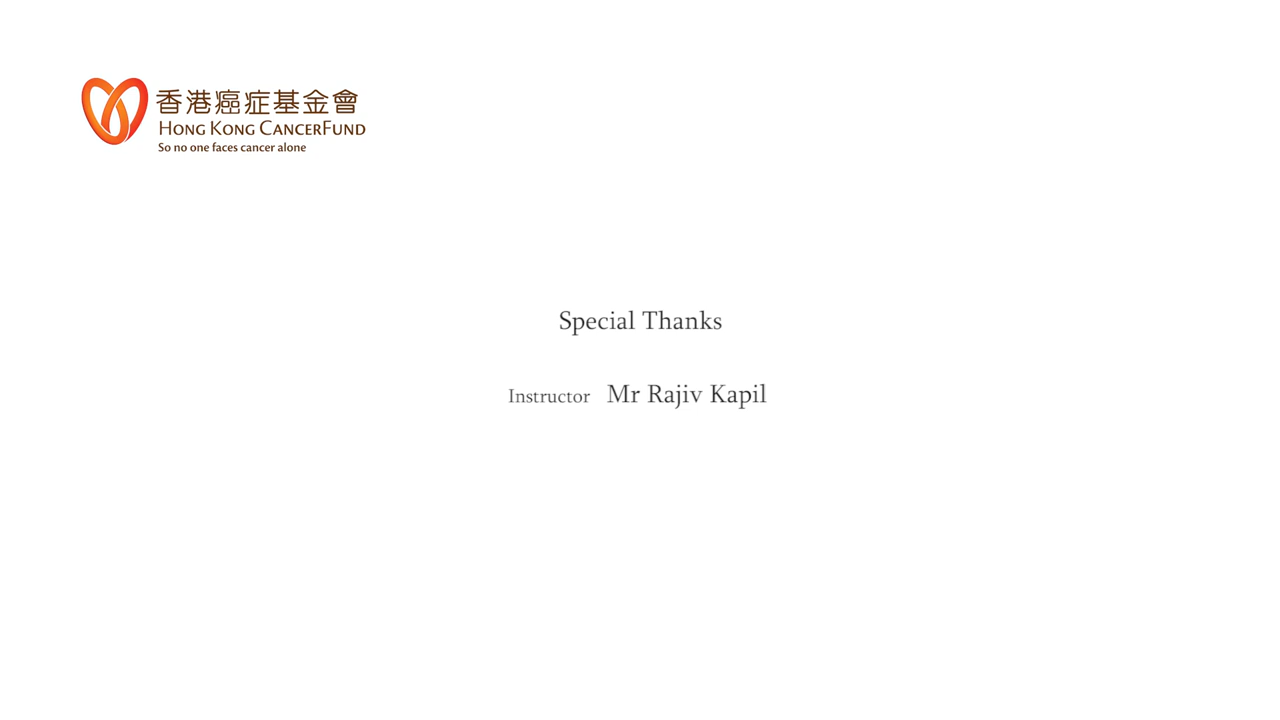 香港癌症基金會
HONG KONG CANCERFUND
So no one faces cancer alone
Special Thanks
Instructor Mr Rajiv Kapil